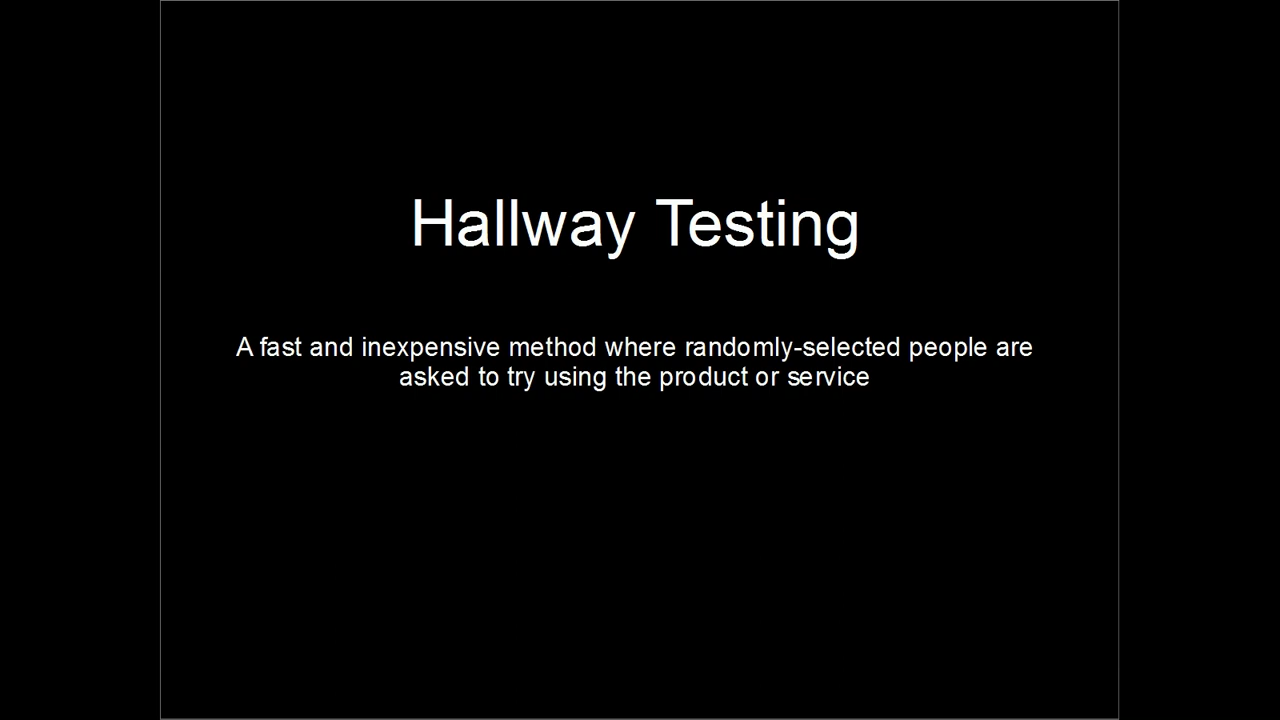 Hallway Testing
A fast and inexpensive method where randomly-selected people are
asked to try using the product or service